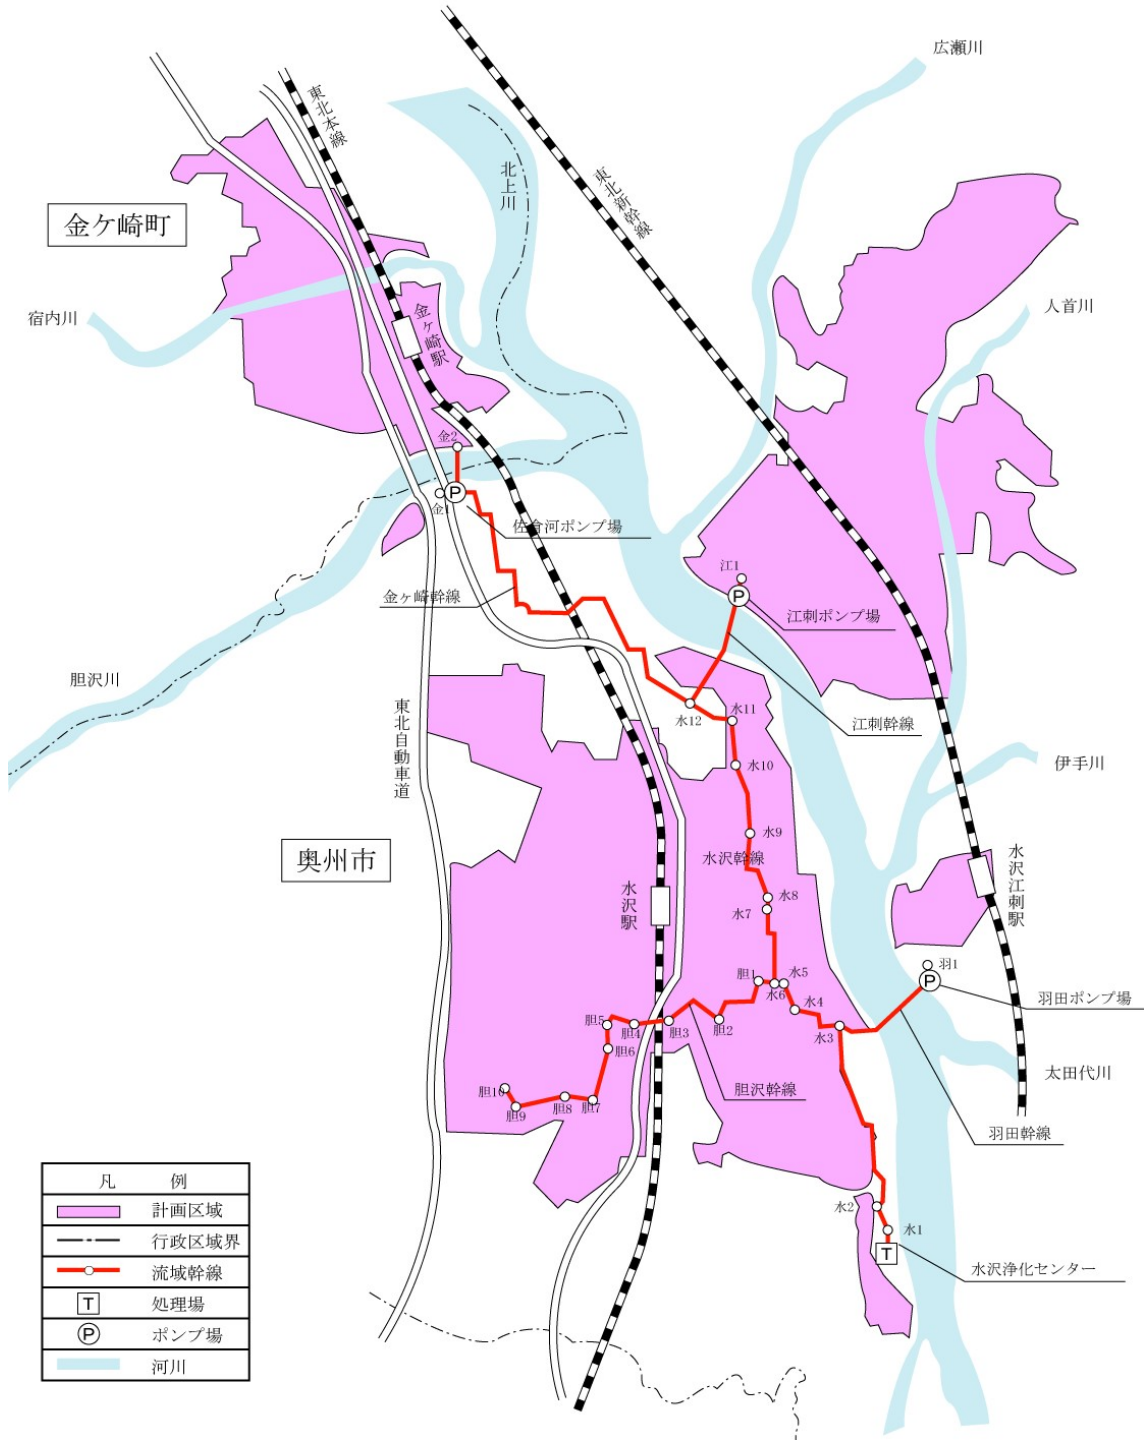 広瀬川
東北本線
北上川
東北新幹線
金ケ崎町
宿内川
金ヶ崎駅
人首川
金2
金1
佐倉河ポンプ場
江1
金ヶ崎幹線
江刺ポンプ場
胆沢川
東北自動車道
水12
水11
江刺幹線
水10
伊手川
水9
水沢幹線
奥州市
水沢駅
水沢江刺駅
水8
水7
胆1
水5
水6
羽1
羽田ポンプ場
水4
胆5
胆4
胆3
胆2
水3
胆6
胆沢幹線
太田代川
胆10
胆9
胆8
胆7
羽田幹線
水2
水1
T
水沢浄化センター
P
P
P
凡 例
計画区域
行政区域界
流域幹線
T 処理場
P ポンプ場
河川